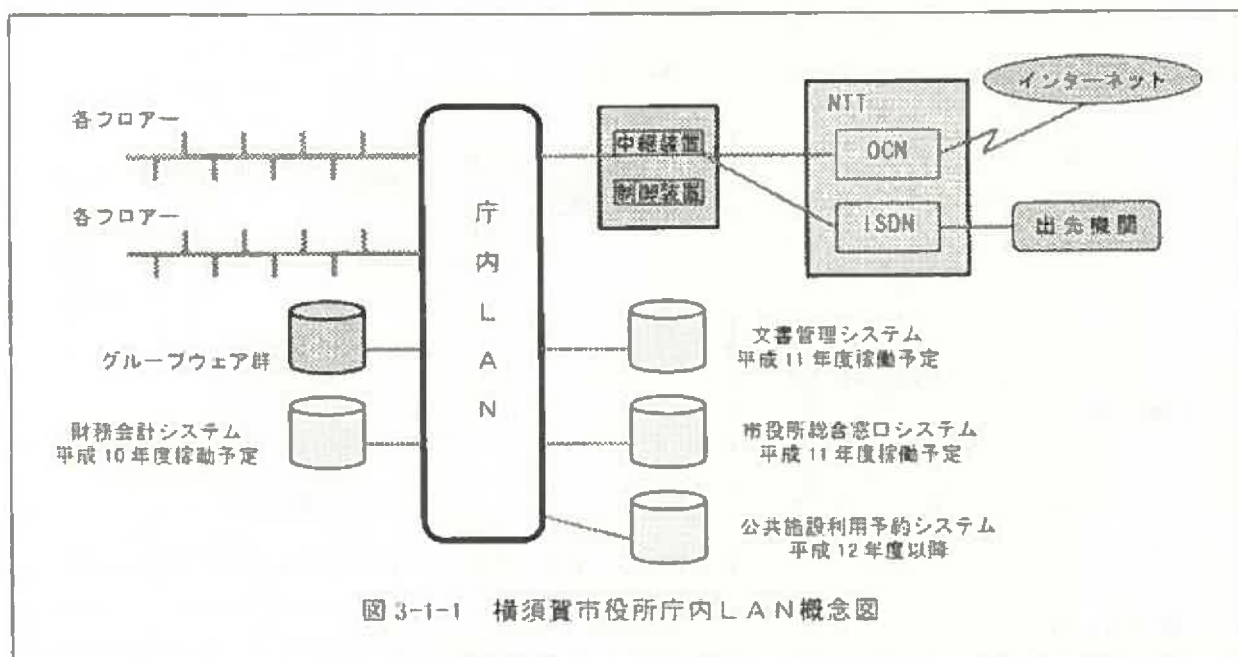 各フロアー
各フロアー
グループウェア群
財務会計システム
平成10年度稼動予定
庁内LAN
中継装置
NTT
OCN
ISDN
インターネット
出先機関
文書管理システム
平成11年度稼働予定
市役所総合窓口システム
平成11年度稼働予定
公共施設利用予約システム
平成12年度以降
図3-1-1 横須賀市役所庁内LAN概念図